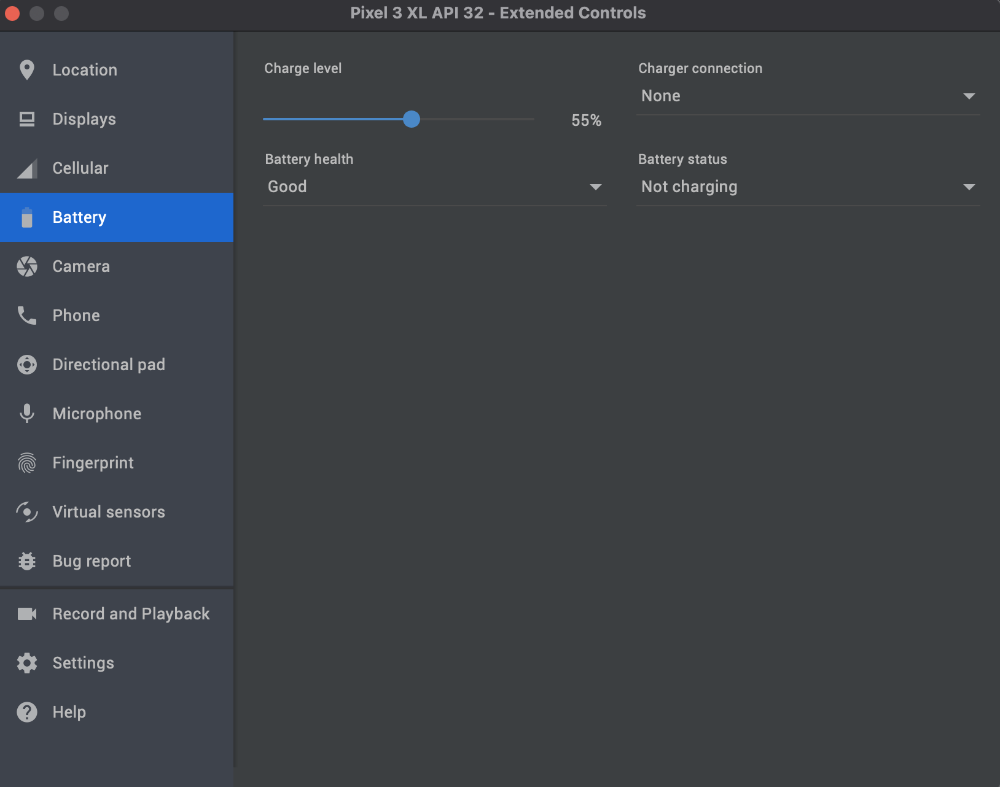 Pixel 3 XL API 32 - Extended Controls
Location
Displays
Cellular
Battery
Camera
Phone
Directional pad
Microphone
Fingerprint
Virtual sensors
Bug report
Record and Playback
Settings
Help
Charge level
55%
Charger connection
None
Battery health
Good
Battery status
Not charging